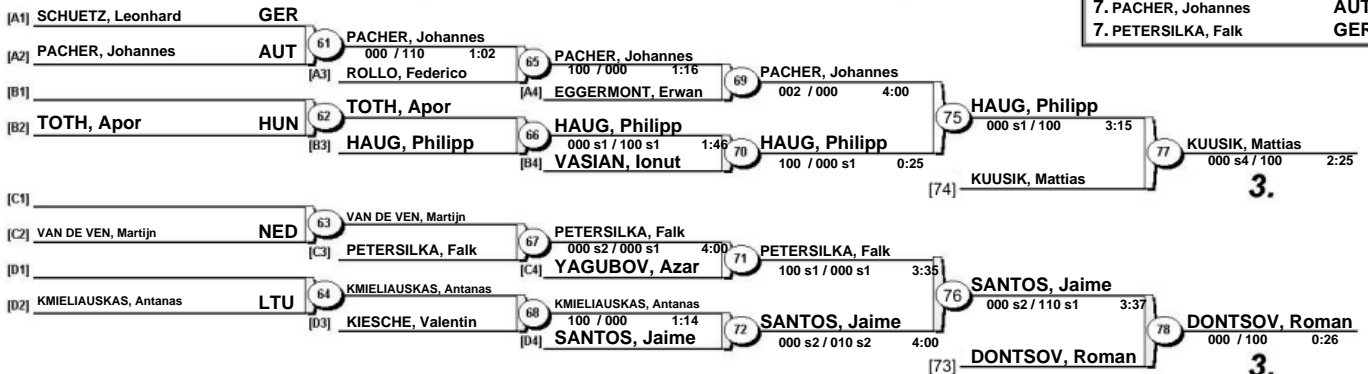 7. PACHER, Johannes AUT
7. PETERSILKA, Falk GER
[A1] SCHUETZ, Leonhard GER
61 PACHER, Johannes
000 / 110 1:02
[A2] PACHER, Johannes AUT
[A3] ROLLO, Federico
65 PACHER, Johannes
100 / 000 1:16
[A4] EGGERMONT, Erwan
69 PACHER, Johannes
002 / 000 4:00
[B1]
62 TOTH, Apor
[B2] TOTH, Apor HUN
[B3] HAUG, Philipp
66 HAUG, Philipp
000 s1 / 100 s1 1:46
[B4] VASIAN, Ionut
70 HAUG, Philipp
100 / 000 s1 0:25
75 HAUG, Philipp
000 s1 / 100 3:15
[74] KUUSIK, Mattias
77 KUUSIK, Mattias
000 s4 / 100 2:25
3.
[C1]
63 VAN DE VEN, Martijn
[C2] VAN DE VEN, Martijn NED
[C3] PETERSILKA, Falk
67 PETERSILKA, Falk
000 s2 / 000 s1 4:00
[C4] YAGUBOV, Azar
71 PETERSILKA, Falk
100 s1 / 000 s1 3:35
[D1]
64 KMIELIAUSKAS, Antanas
[D2] KMIELIAUSKAS, Antanas LTU
[D3] KIESCHE, Valentin
68 KMIELIAUSKAS, Antanas
100 / 000 1:14
[D4] SANTOS, Jaime
72 SANTOS, Jaime
000 s2 / 010 s2 4:00
76 SANTOS, Jaime
000 s2 / 110 s1 3:37
[73] DONTSOV, Roman
78 DONTSOV, Roman
000 / 100 0:26
3.